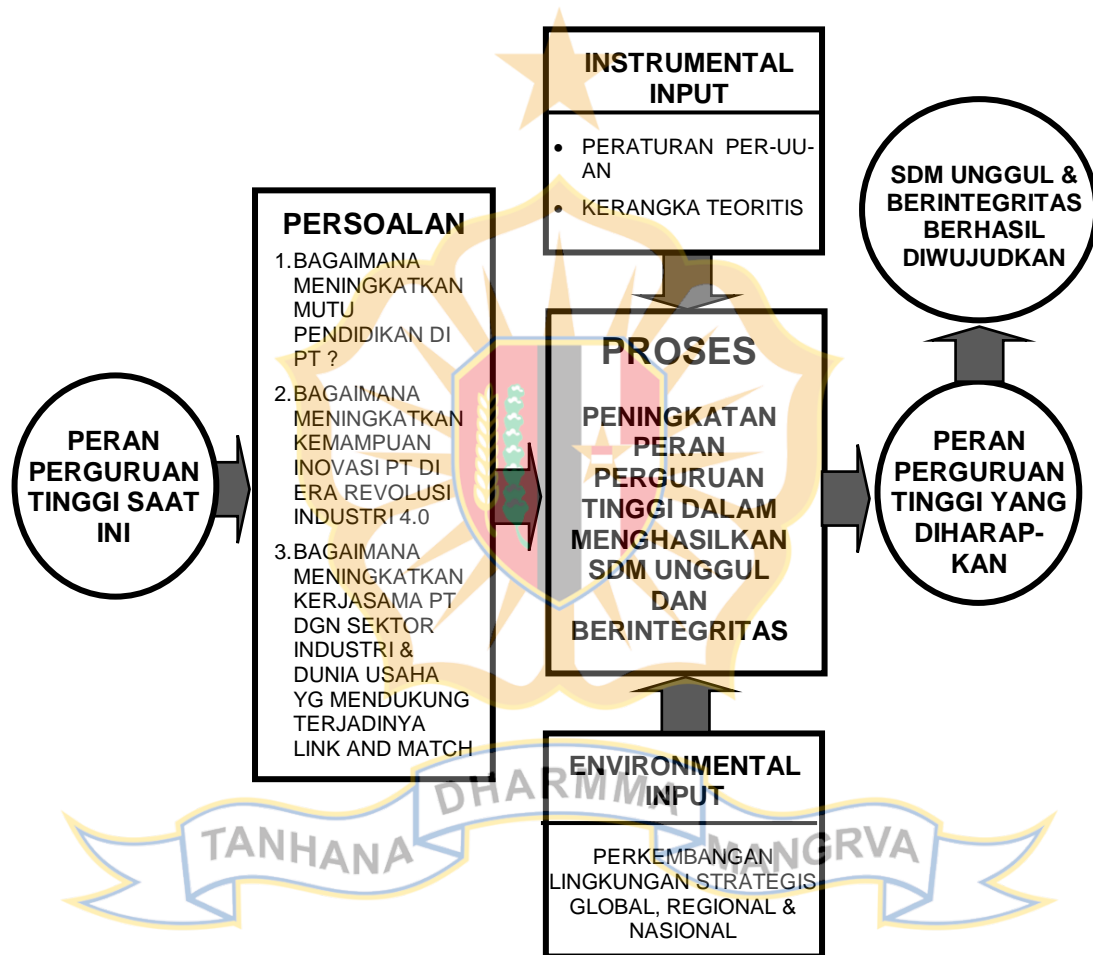 PERAN
PERGURUAN
TINGGI SAAT
INI
PERSOALAN
1.BAGAIMANA
MENINGKATKAN
MUTU
PENDIDIKAN DI
PT ?
2.BAGAIMANA
MENINGKATKAN
KEMAMPUAN
INOVASI PT DI
ERA REVOLUSI
INDUSTRI 4.0
3.BAGAIMANA
MENINGKATKAN
KERJASAMA PT
DGN SEKTOR
INDUSTRI &
DUNIA USAHA
YG MENDUKUNG
TERJADINYA
LINK AND MATCH
INSTRUMENTAL
INPUT
• PERATURAN PER-UU-
AN
• KERANGKA TEORITIS
PROSES
PENINGKATAN
PERAN
PERGURUAN
TINGGI DALAM
MENGHASILKAN
SDM UNGGUL
DAN
BERINTEGRITAS
ENVIRONMENTAL
INPUT
PERKEMBANGAN
LINGKUNGAN STRATEGIS
GLOBAL, REGIONAL &
NASIONAL
PERAN
PERGURUAN
TINGGI YANG
DIHARAP-
KAN
SDM UNGGUL &
BERINTEGRITAS
BERHASIL
DIWUJUDKAN
TANHANA DHARMMA MANGRVA